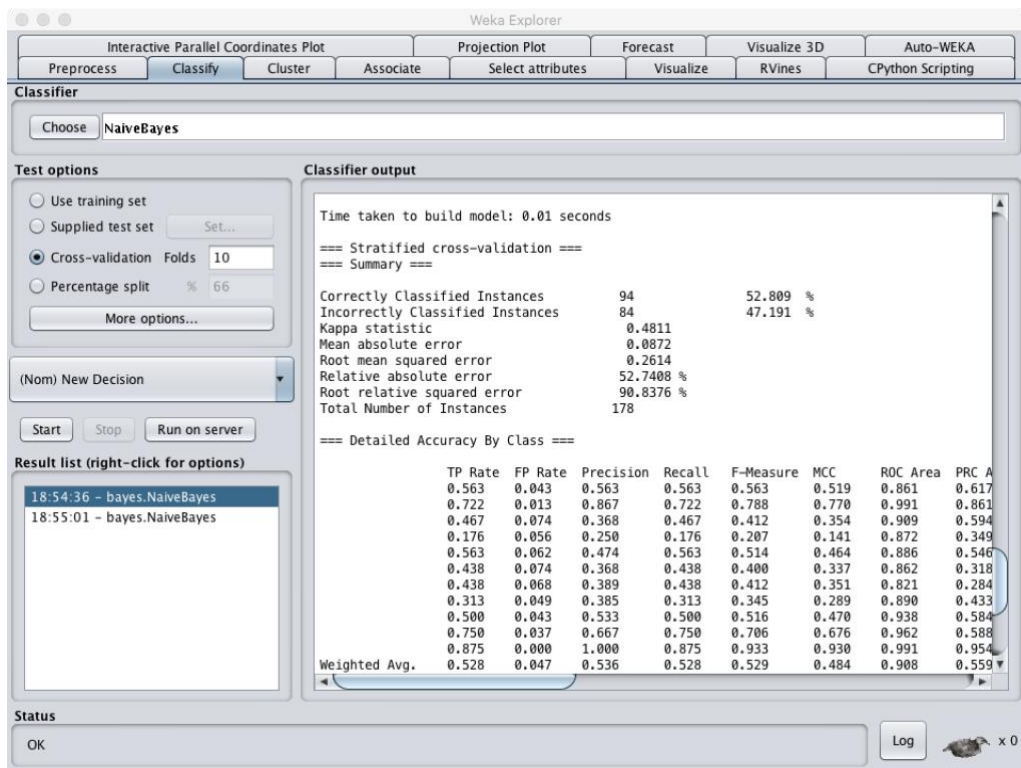 Weka Explorer
Interactive Parallel Coordinates Plot Projection Plot Forecast Visualize 3D Auto-WEKA
Preprocess Classify Cluster Associate Select attributes Visualize RVines CPython Scripting
Classifier
Choose NaiveBayes
Test options
Use training set
Supplied test set Set...
Cross-validation Folds 10
Percentage split % 66
More options...
(Nom) New Decision
Start Stop Run on server
Result list (right-click for options)
18:54:36 - bayes.NaiveBayes
18:55:01 - bayes.NaiveBayes
Classifier output
Time taken to build model: 0.01 seconds
=== Stratified cross-validation ===
=== Summary ===
Correctly Classified Instances 94 52.809 %
Incorrectly Classified Instances 84 47.191 %
Kappa statistic 0.4811
Mean absolute error 0.0872
Root mean squared error 0.2614
Relative absolute error 52.7408 %
Root relative squared error 90.8376 %
Total Number of Instances 178
=== Detailed Accuracy By Class ===
TP Rate FP Rate Precision Recall F-Measure MCC ROC Area PRC A
0.563 0.043 0.563 0.563 0.563 0.519 0.861 0.617
0.722 0.013 0.867 0.722 0.788 0.770 0.991 0.861
0.467 0.074 0.368 0.467 0.412 0.354 0.909 0.594
0.176 0.056 0.250 0.176 0.207 0.141 0.872 0.349
0.563 0.062 0.474 0.563 0.514 0.464 0.886 0.546
0.438 0.074 0.368 0.438 0.400 0.337 0.862 0.318
0.438 0.068 0.389 0.438 0.412 0.351 0.821 0.284
0.313 0.049 0.385 0.313 0.345 0.289 0.890 0.433
0.500 0.043 0.533 0.500 0.516 0.470 0.938 0.584
0.750 0.037 0.667 0.750 0.706 0.676 0.962 0.588
0.875 0.000 1.000 0.875 0.933 0.930 0.991 0.954
Weighted Avg. 0.528 0.047 0.536 0.528 0.529 0.484 0.908 0.559
Status
OK
Log x 0